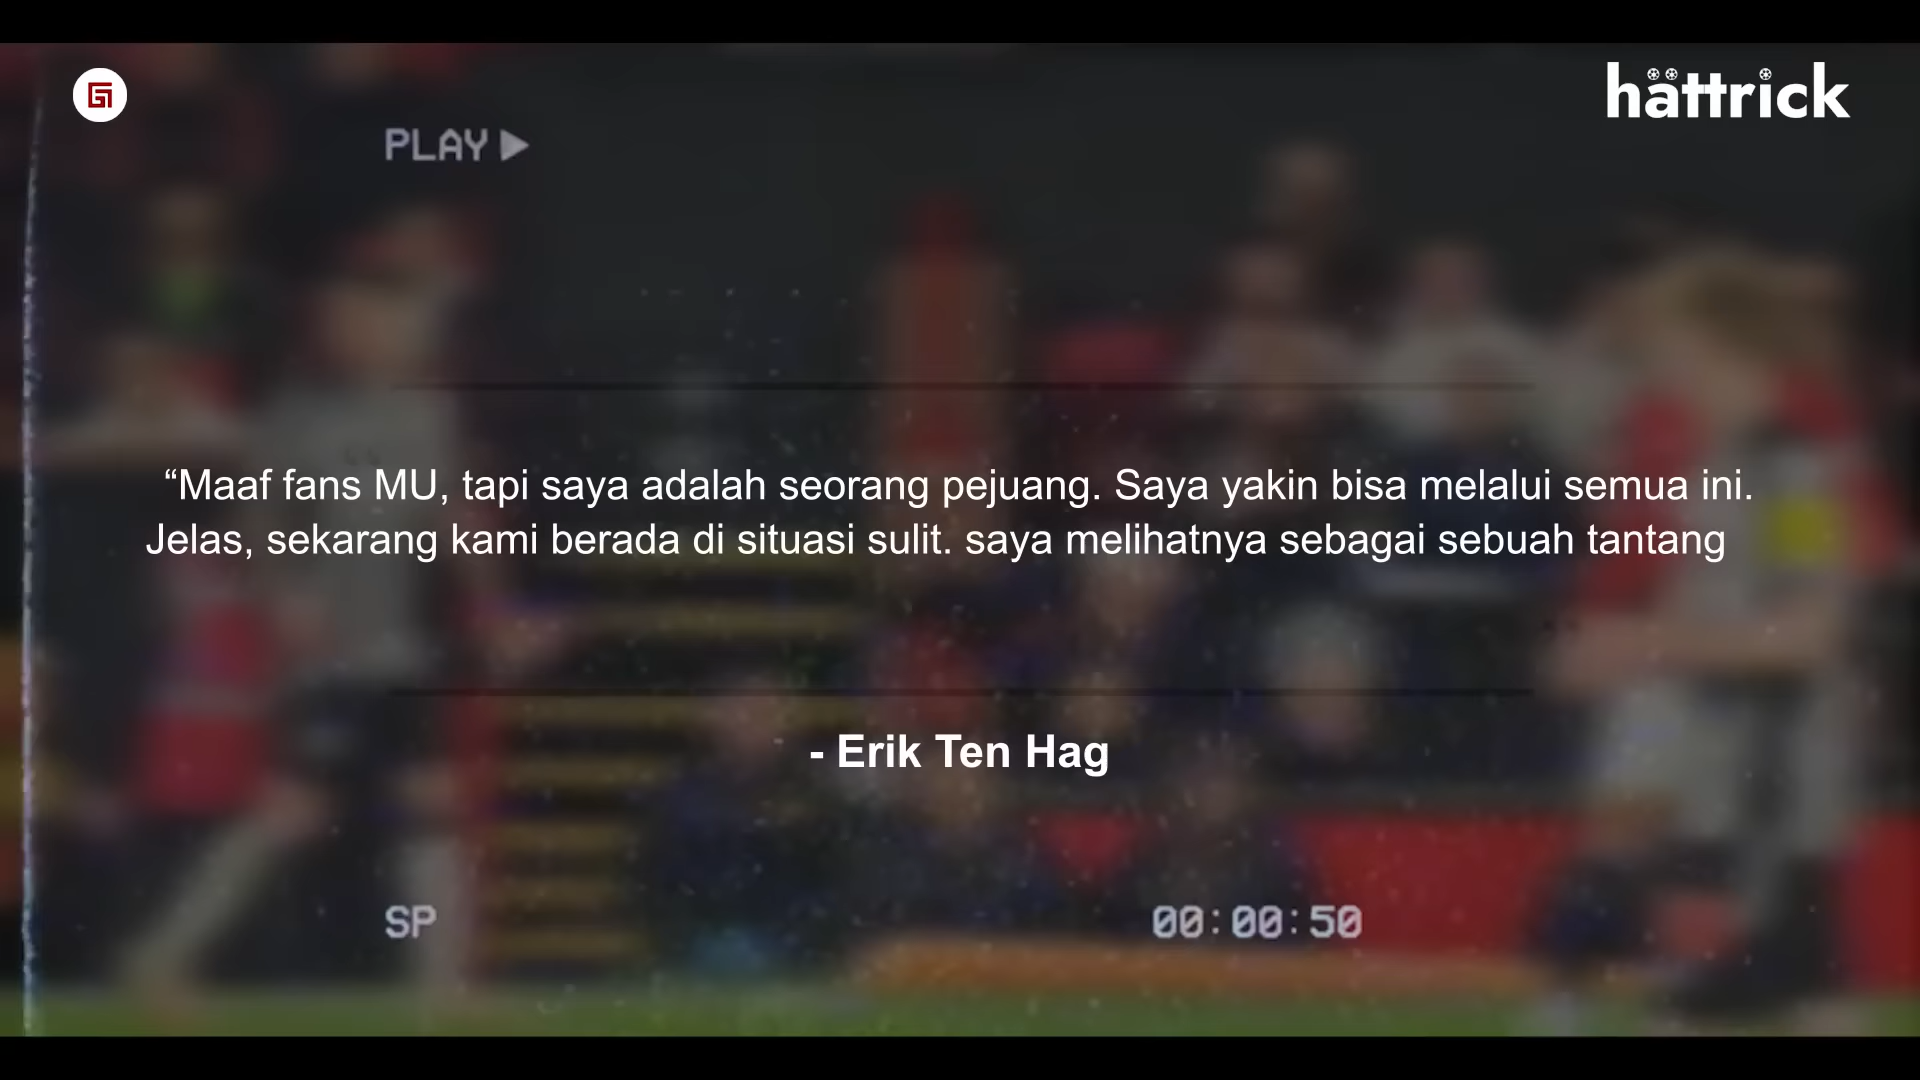 hattrick
PLAY
“Maaf fans MU, tapi saya adalah seorang pejuang. Saya yakin bisa melalui semua ini.
Jelas, sekarang kami berada di situasi sulit. saya melihatnya sebagai sebuah tantang
- Erik Ten Hag
SP
00:00:50